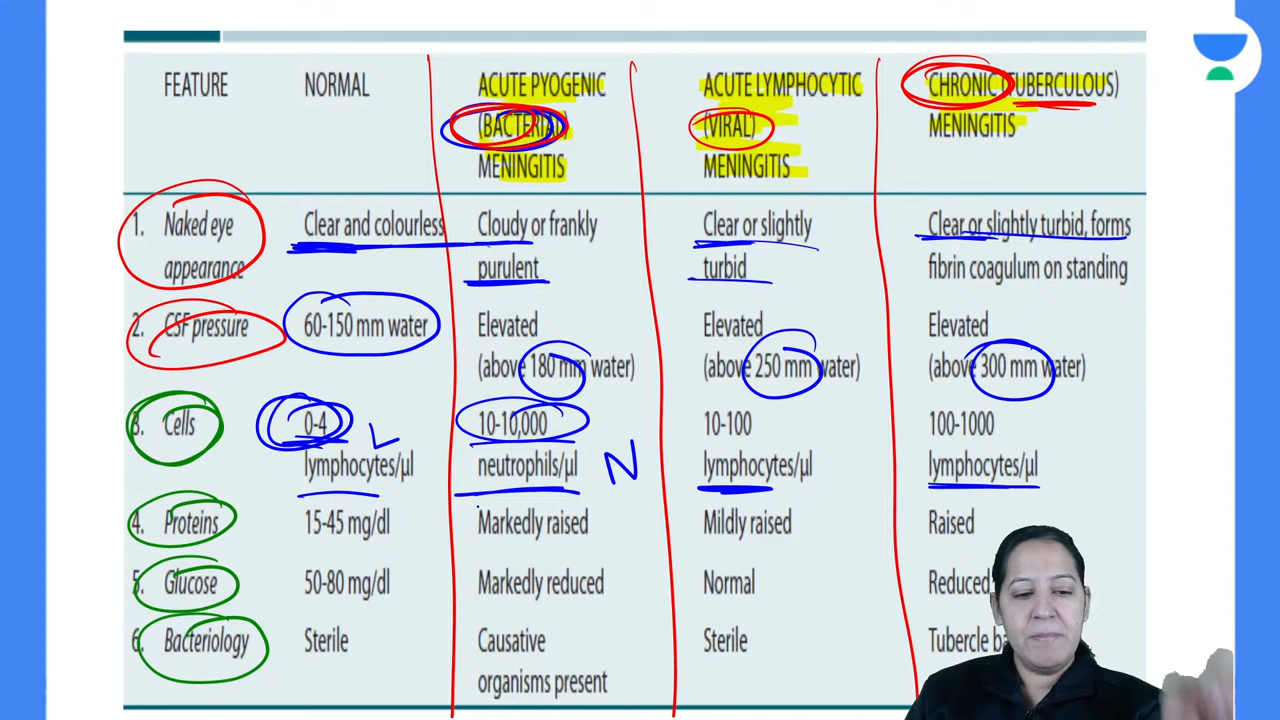 FEATURE NORMAL ACUTE PYOGENIC ACUTE LYMPHOCYTIC CHRONIC (TUBERCULOUS)
(BACTERIAL) (VIRAL) MENINGITIS
MENINGITIS MENINGITIS
1. Naked eye Clear and colourless Cloudy or frankly Clear or slightly Clear or slightly turbid, forms
appearance purulent turbid fibrin coagulum on standing
2. CSF pressure 60-150 mm water Elevated Elevated Elevated
(above 180 mm water) (above 250 mm water) (above 300 mm water)
3. Cells 0-4 10-10,000 10-100 100-1000
L
lymphocytes/µl neutrophils/µl N lymphocytes/µl lymphocytes/µl
4. Proteins 15-45 mg/dl Markedly raised Mildly raised Raised
5. Glucose 50-80 mg/dl Markedly reduced Normal Reduced
6. Bacteriology Sterile Causative Sterile Tubercle
organisms present